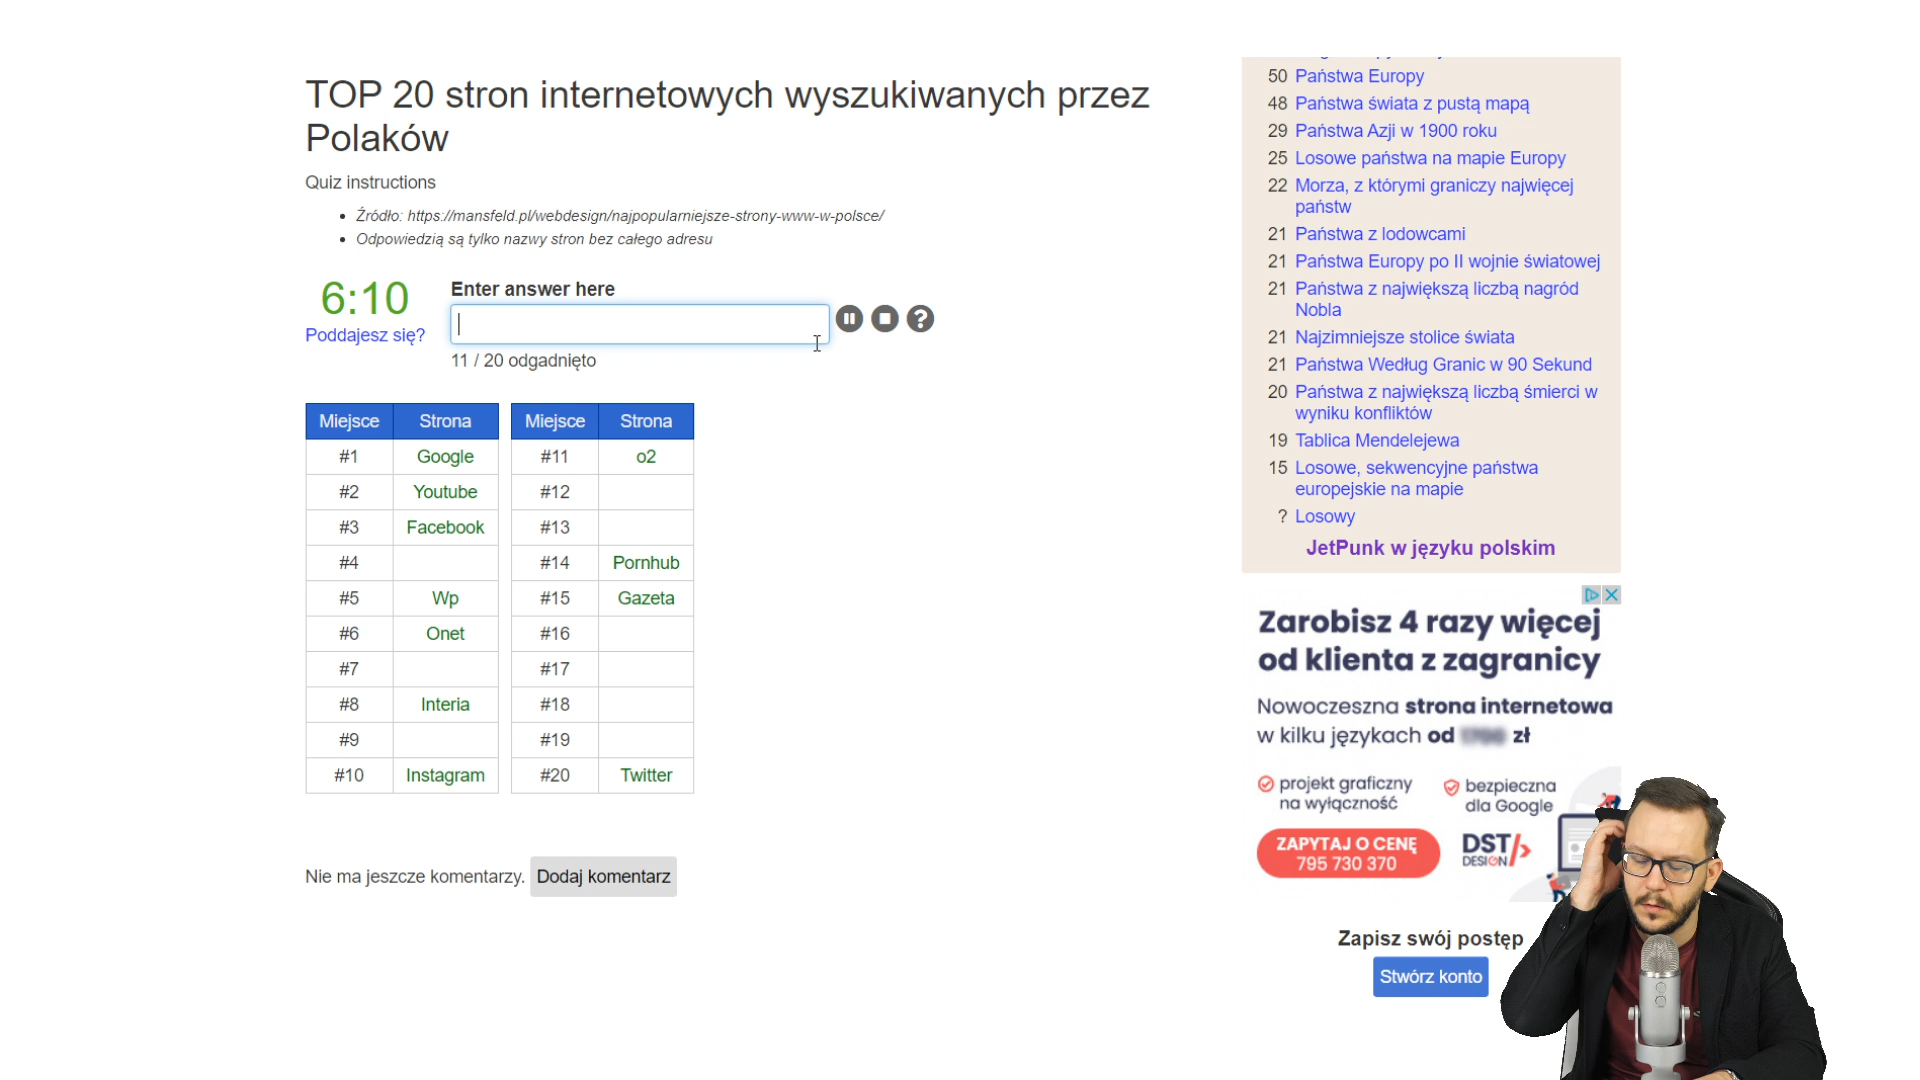 TOP 20 stron internetowych wyszukiwanych przez
Polaków
Quiz instructions
• Źródło: https://mansfeld.pl/webdesign/najpopularniejsze-strony-www-w-polsce/
• Odpowiedzią są tylko nazwy stron bez całego adresu
6:10
Poddajesz się?
Enter answer here
?
11 / 20 odgadnięto
Miejsce Strona Miejsce Strona
#1 Google #11 o2
#2 Youtube #12
#3 Facebook #13
#4 #14 Pornhub
#5 Wp #15 Gazeta
#6 Onet #16
#7 #17
#8 Interia #18
#9 #19
#10 Instagram #20 Twitter
Nie ma jeszcze komentarzy. Dodaj komentarz
50 Państwa Europy
48 Państwa świata z pustą mapą
29 Państwa Azji w 1900 roku
25 Losowe państwa na mapie Europy
22 Morza, z którymi graniczy najwięcej
państw
21 Państwa z lodowcami
21 Państwa Europy po II wojnie światowej
21 Państwa z największą liczbą nagród
Nobla
21 Najzimniejsze stolice świata
21 Państwa Według Granic w 90 Sekund
20 Państwa z największą liczbą śmierci w
wyniku konfliktów
19 Tablica Mendelejewa
15 Losowe, sekwencyjne państwa
europejskie na mapie
? Losowy
JetPunk w języku polskim
Zarobisz 4 razy więcej
od klienta z zagranicy
Nowoczesna strona internetowa
w kilku językach od zł
projekt graficzny
na wyłączność
bezpieczna
dla Google
ZAPYTAJ O CENĘ
795 730 370
DST/>
DESIGN
Zapisz swój postęp
Stwórz konto